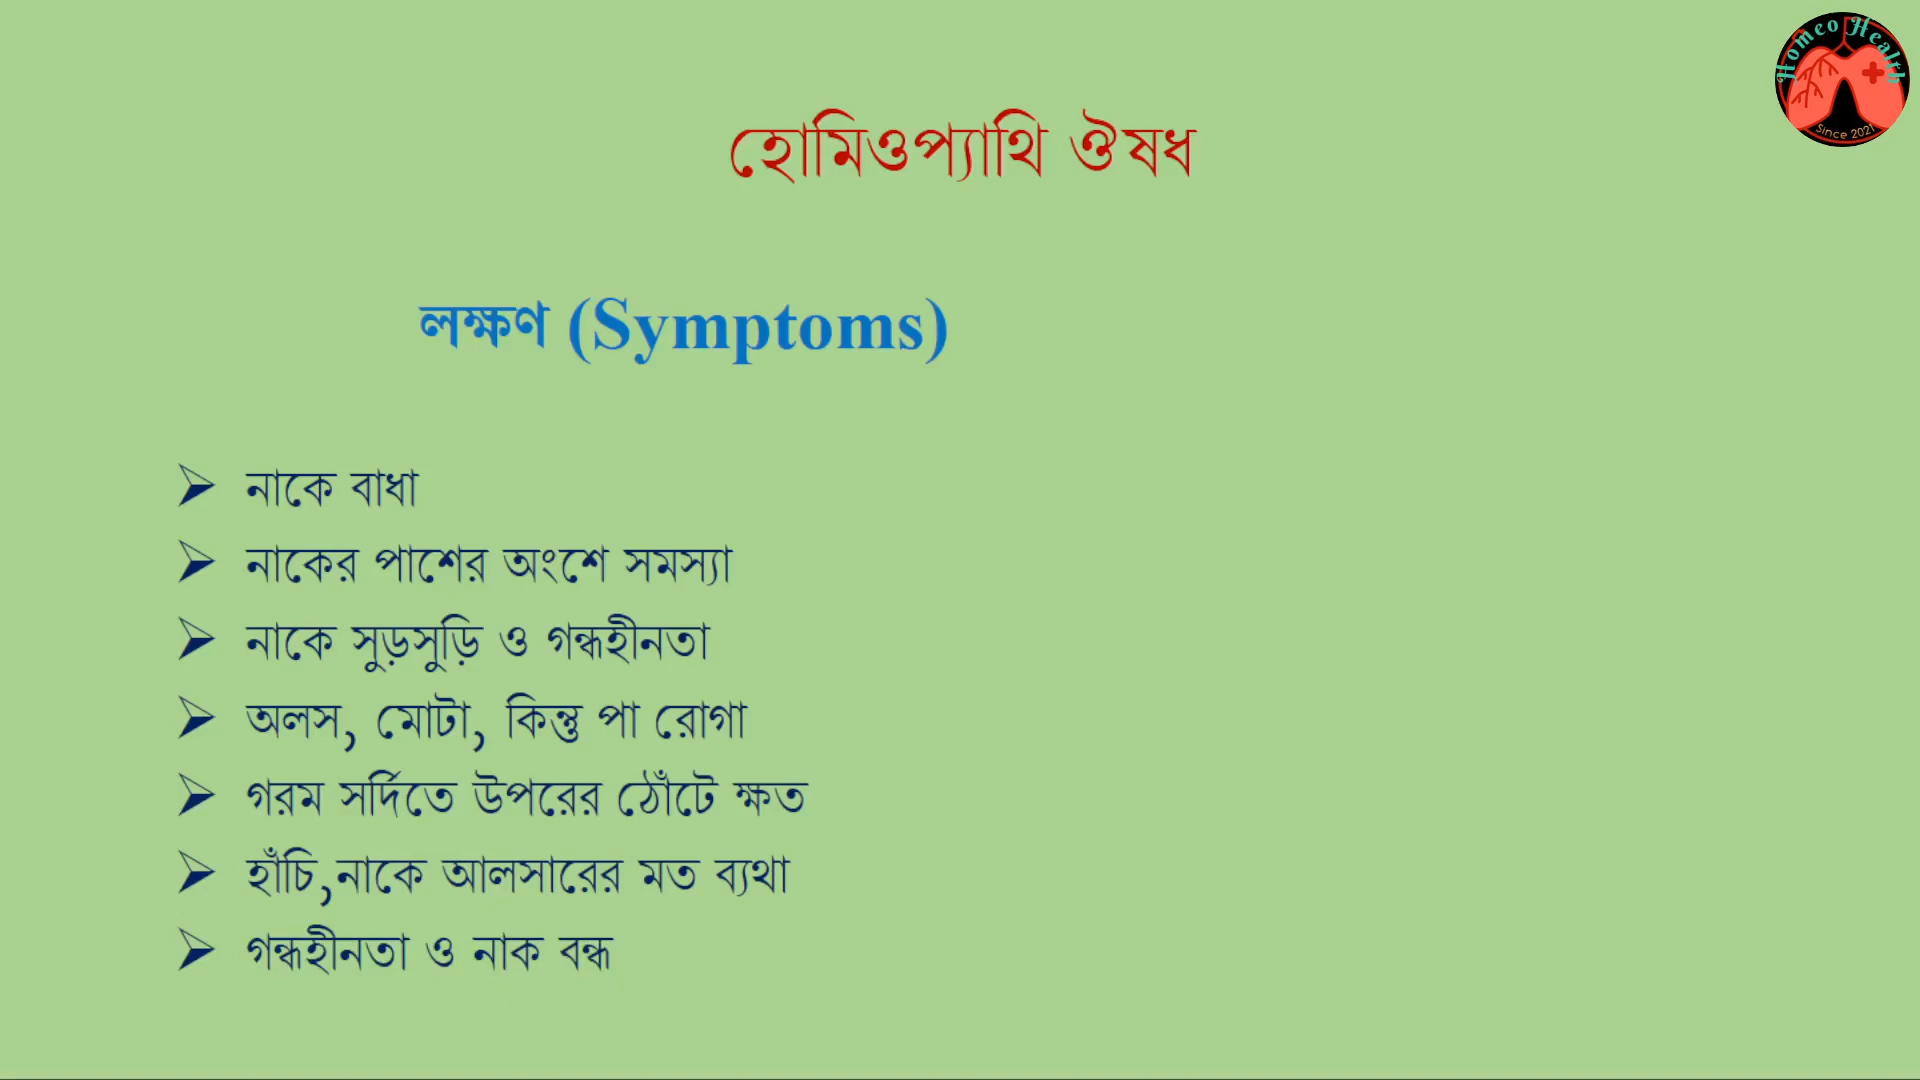 Homeo Health
Since 2021
হোমিওপ্যাথি ঔষধ
লক্ষণ (Symptoms)
➢ নাকে বাধা
➢ নাকের পাশের অংশে সমস্যা
➢ নাকে সুড়সুড়ি ও গন্ধহীনতা
➢ অলস, মোটা, কিন্তু পা রোগা
➢ গরম সর্দিতে উপরের ঠোঁটে ক্ষত
➢ হাঁচি,নাকে আলসারের মত ব্যথা
➢ গন্ধহীনতা ও নাক বন্ধ